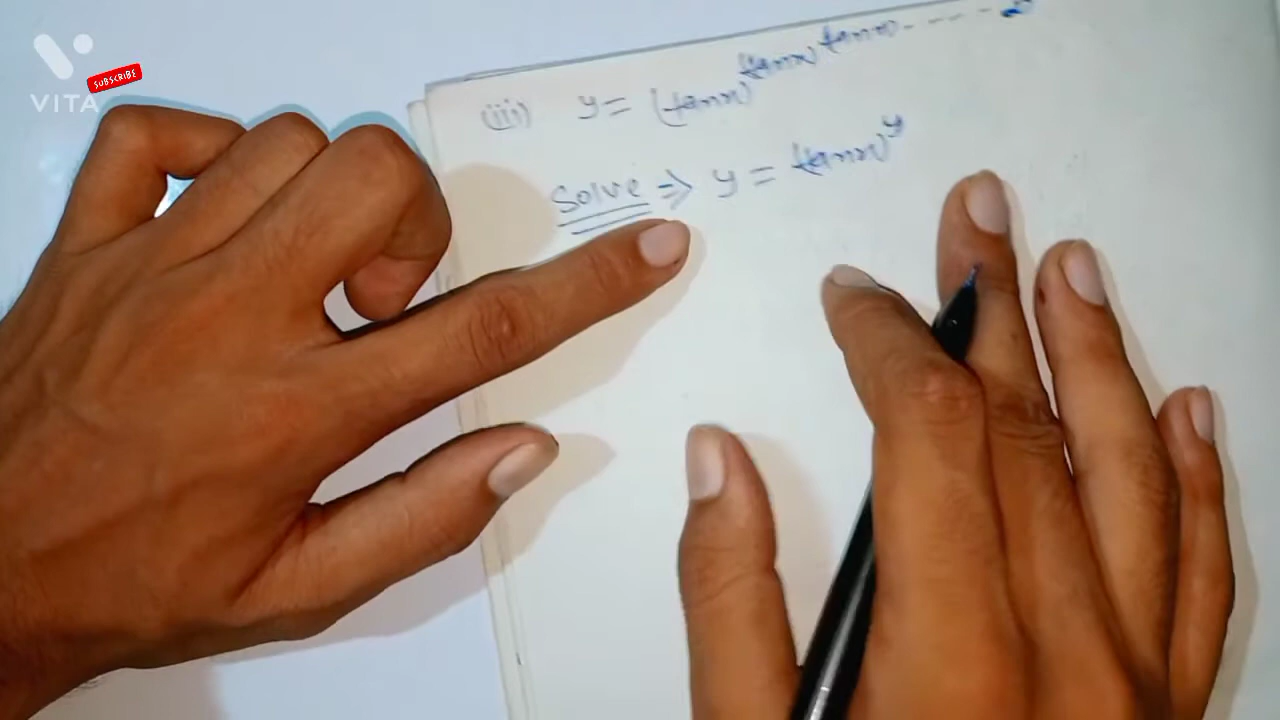 VITA
SUBSCRIBE
(iii) y = (tanx)^(tanx)^(tanx)-----∞
Solve => y = (tanx)^y